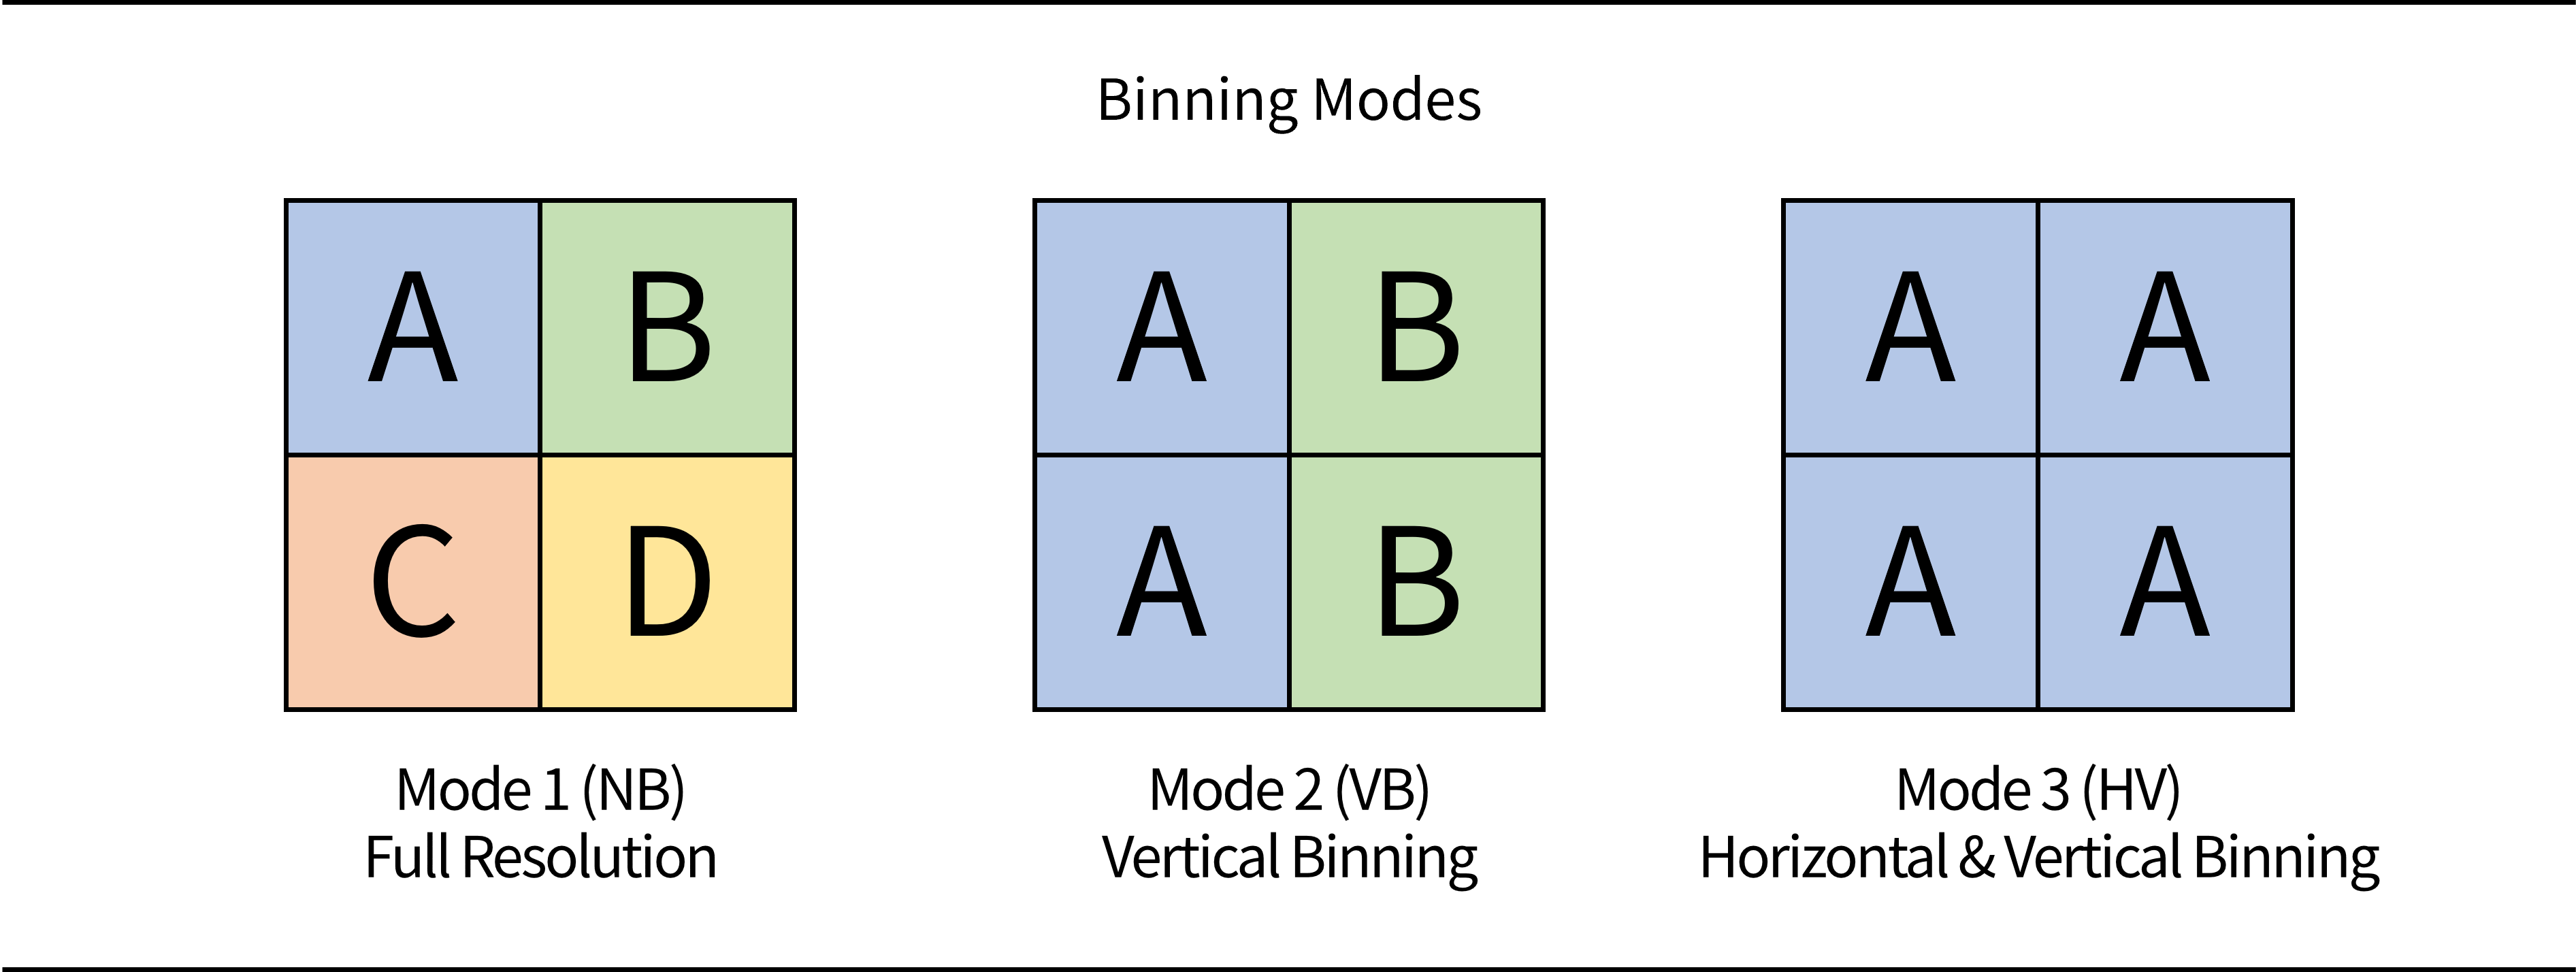 Binning Modes
A B A B A A
C D A B A A
Mode 1 (NB) Mode 2 (VB) Mode 3 (HV)
Full Resolution Vertical Binning Horizontal & Vertical Binning